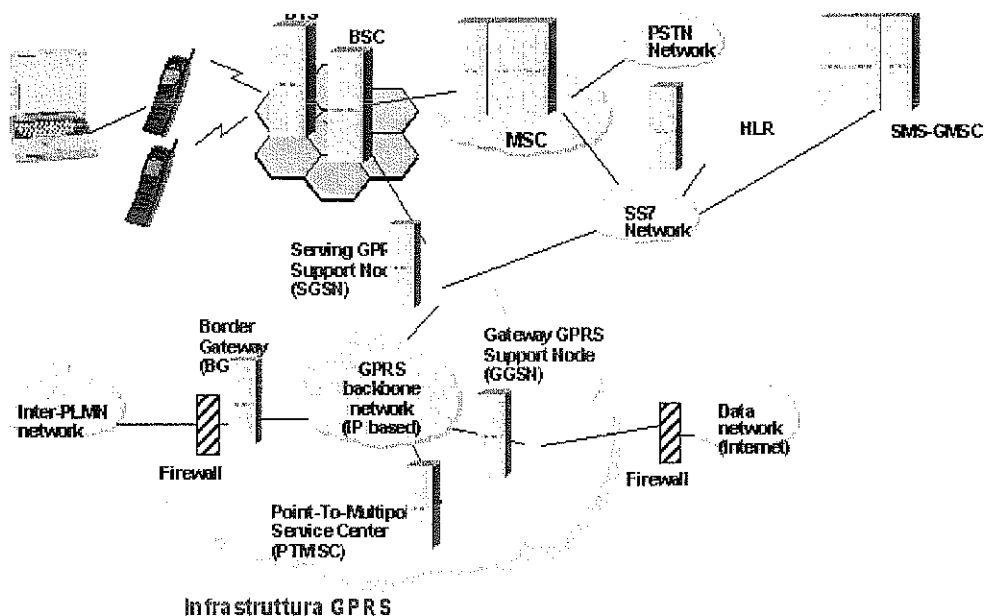 BTS
BSC
PSTN
Network
MSC
HLR
SMS-GMSC
SS7
Network
Serving GPR
Support Noc
(SGSN)
Border
Gateway
(BG
Gateway GPRS
Support Node
(GGSN)
GPRS
backbone
network
(IP based)
Inter-PLMN
network
Firewall
Data
network
(Internet)
Firewall
Point-To-Multipoi
Service Center
(PTMSC)
Infrastruttura GPRS